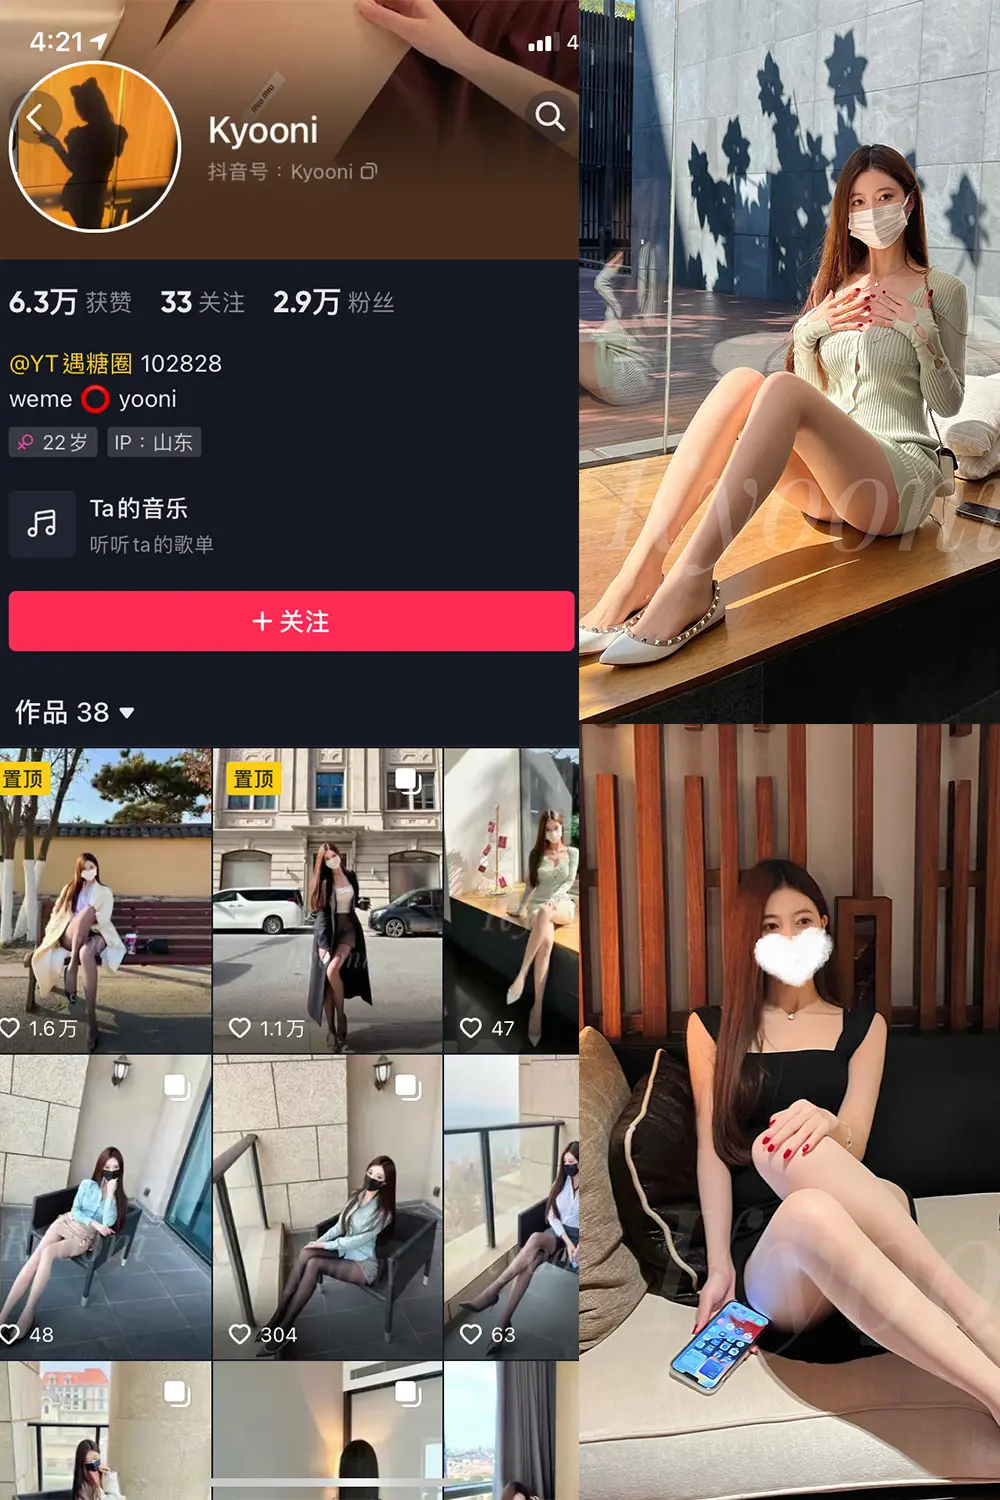 4:21
4
MIU MIU
Kyooni
抖音号：Kyooni
6.3万 获赞 33 关注 2.9万 粉丝
@YT遇糖圈 102828
weme ⭕ yooni
22岁 IP：山东
Ta的音乐
听听ta的歌单
+ 关注
作品 38
置顶
置顶
1.6万
1.1万
47
48
304
63
Kyooni